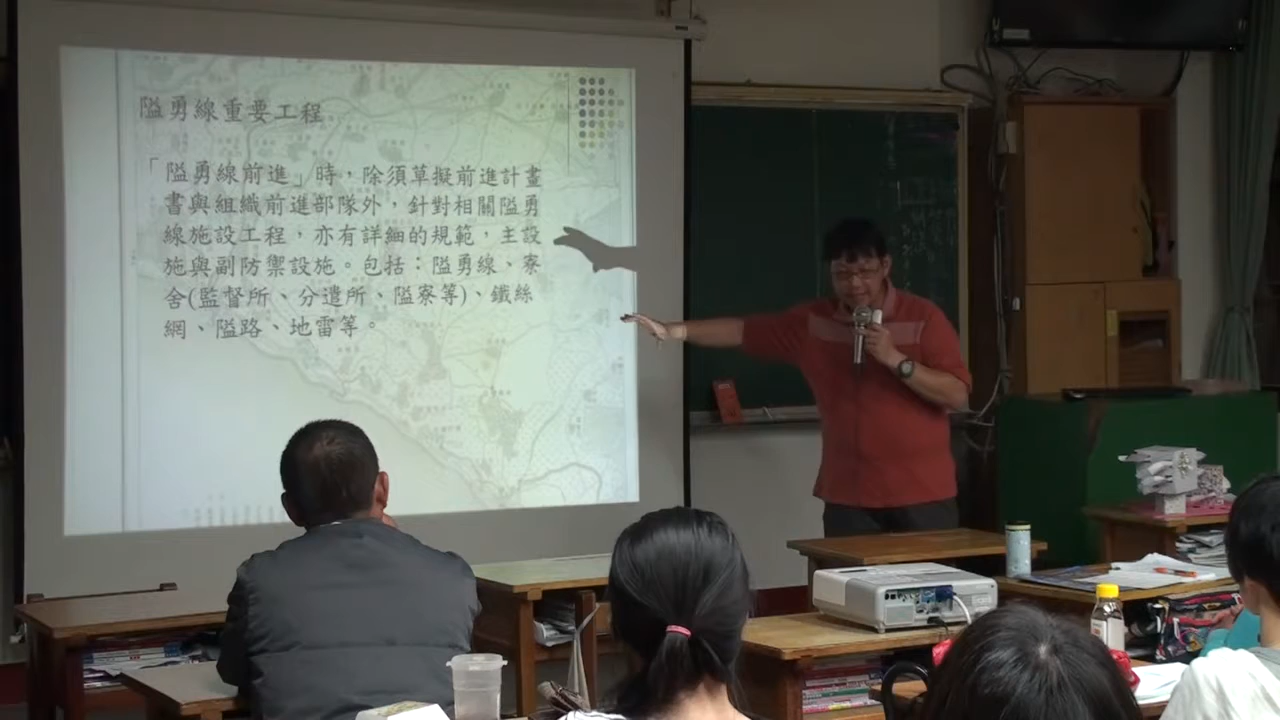 隘勇線重要工程
「隘勇線前進」時，除須草擬前進計畫
書與組織前進部隊外，針對相關隘勇
線施設工程，亦有詳細的規範，主設
施與副防禦設施。包括：隘勇線、寮
舍(監督所、分遣所、隘寮等)、鐵絲
網、隘路、地雷等。